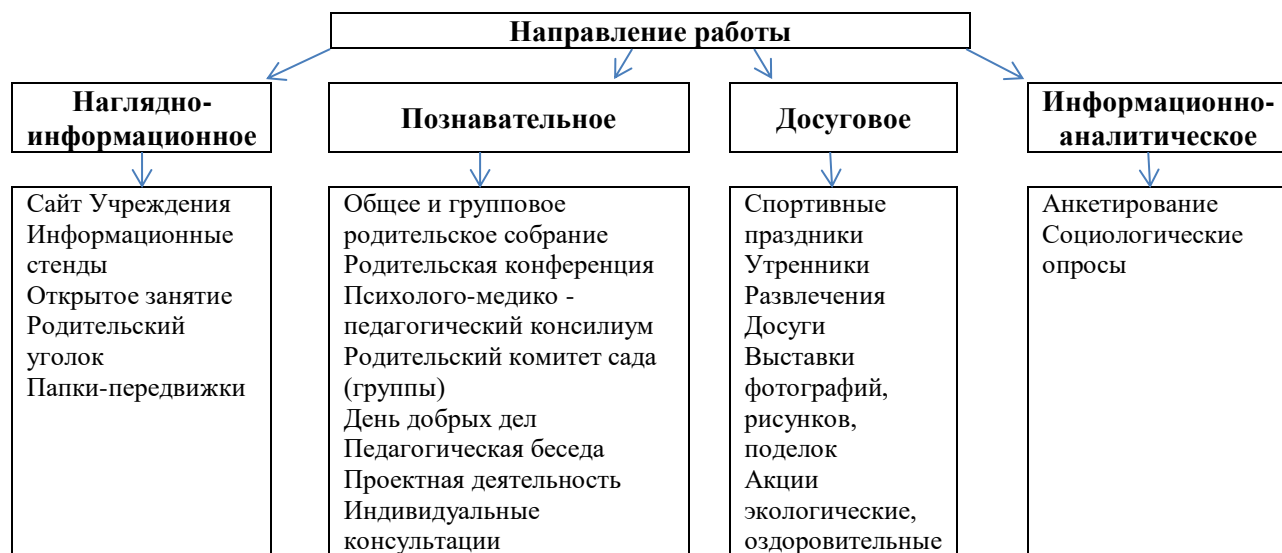 Направление работы
Наглядно-
информационное
Познавательное
Досуговое
Информационно-
аналитическое
Сайт Учреждения
Информационные
стенды
Открытое занятие
Родительский
уголок
Папки-передвижки
Общее и групповое
родительское собрание
Родительская конференция
Психолого-медико -
педагогический консилиум
Родительский комитет сада
(группы)
День добрых дел
Педагогическая беседа
Проектная деятельность
Индивидуальные
консультации
Спортивные
праздники
Утренники
Развлечения
Досуги
Выставки
фотографий,
рисунков,
поделок
Акции
экологические,
оздоровительные
Анкетирование
Социологические
опросы